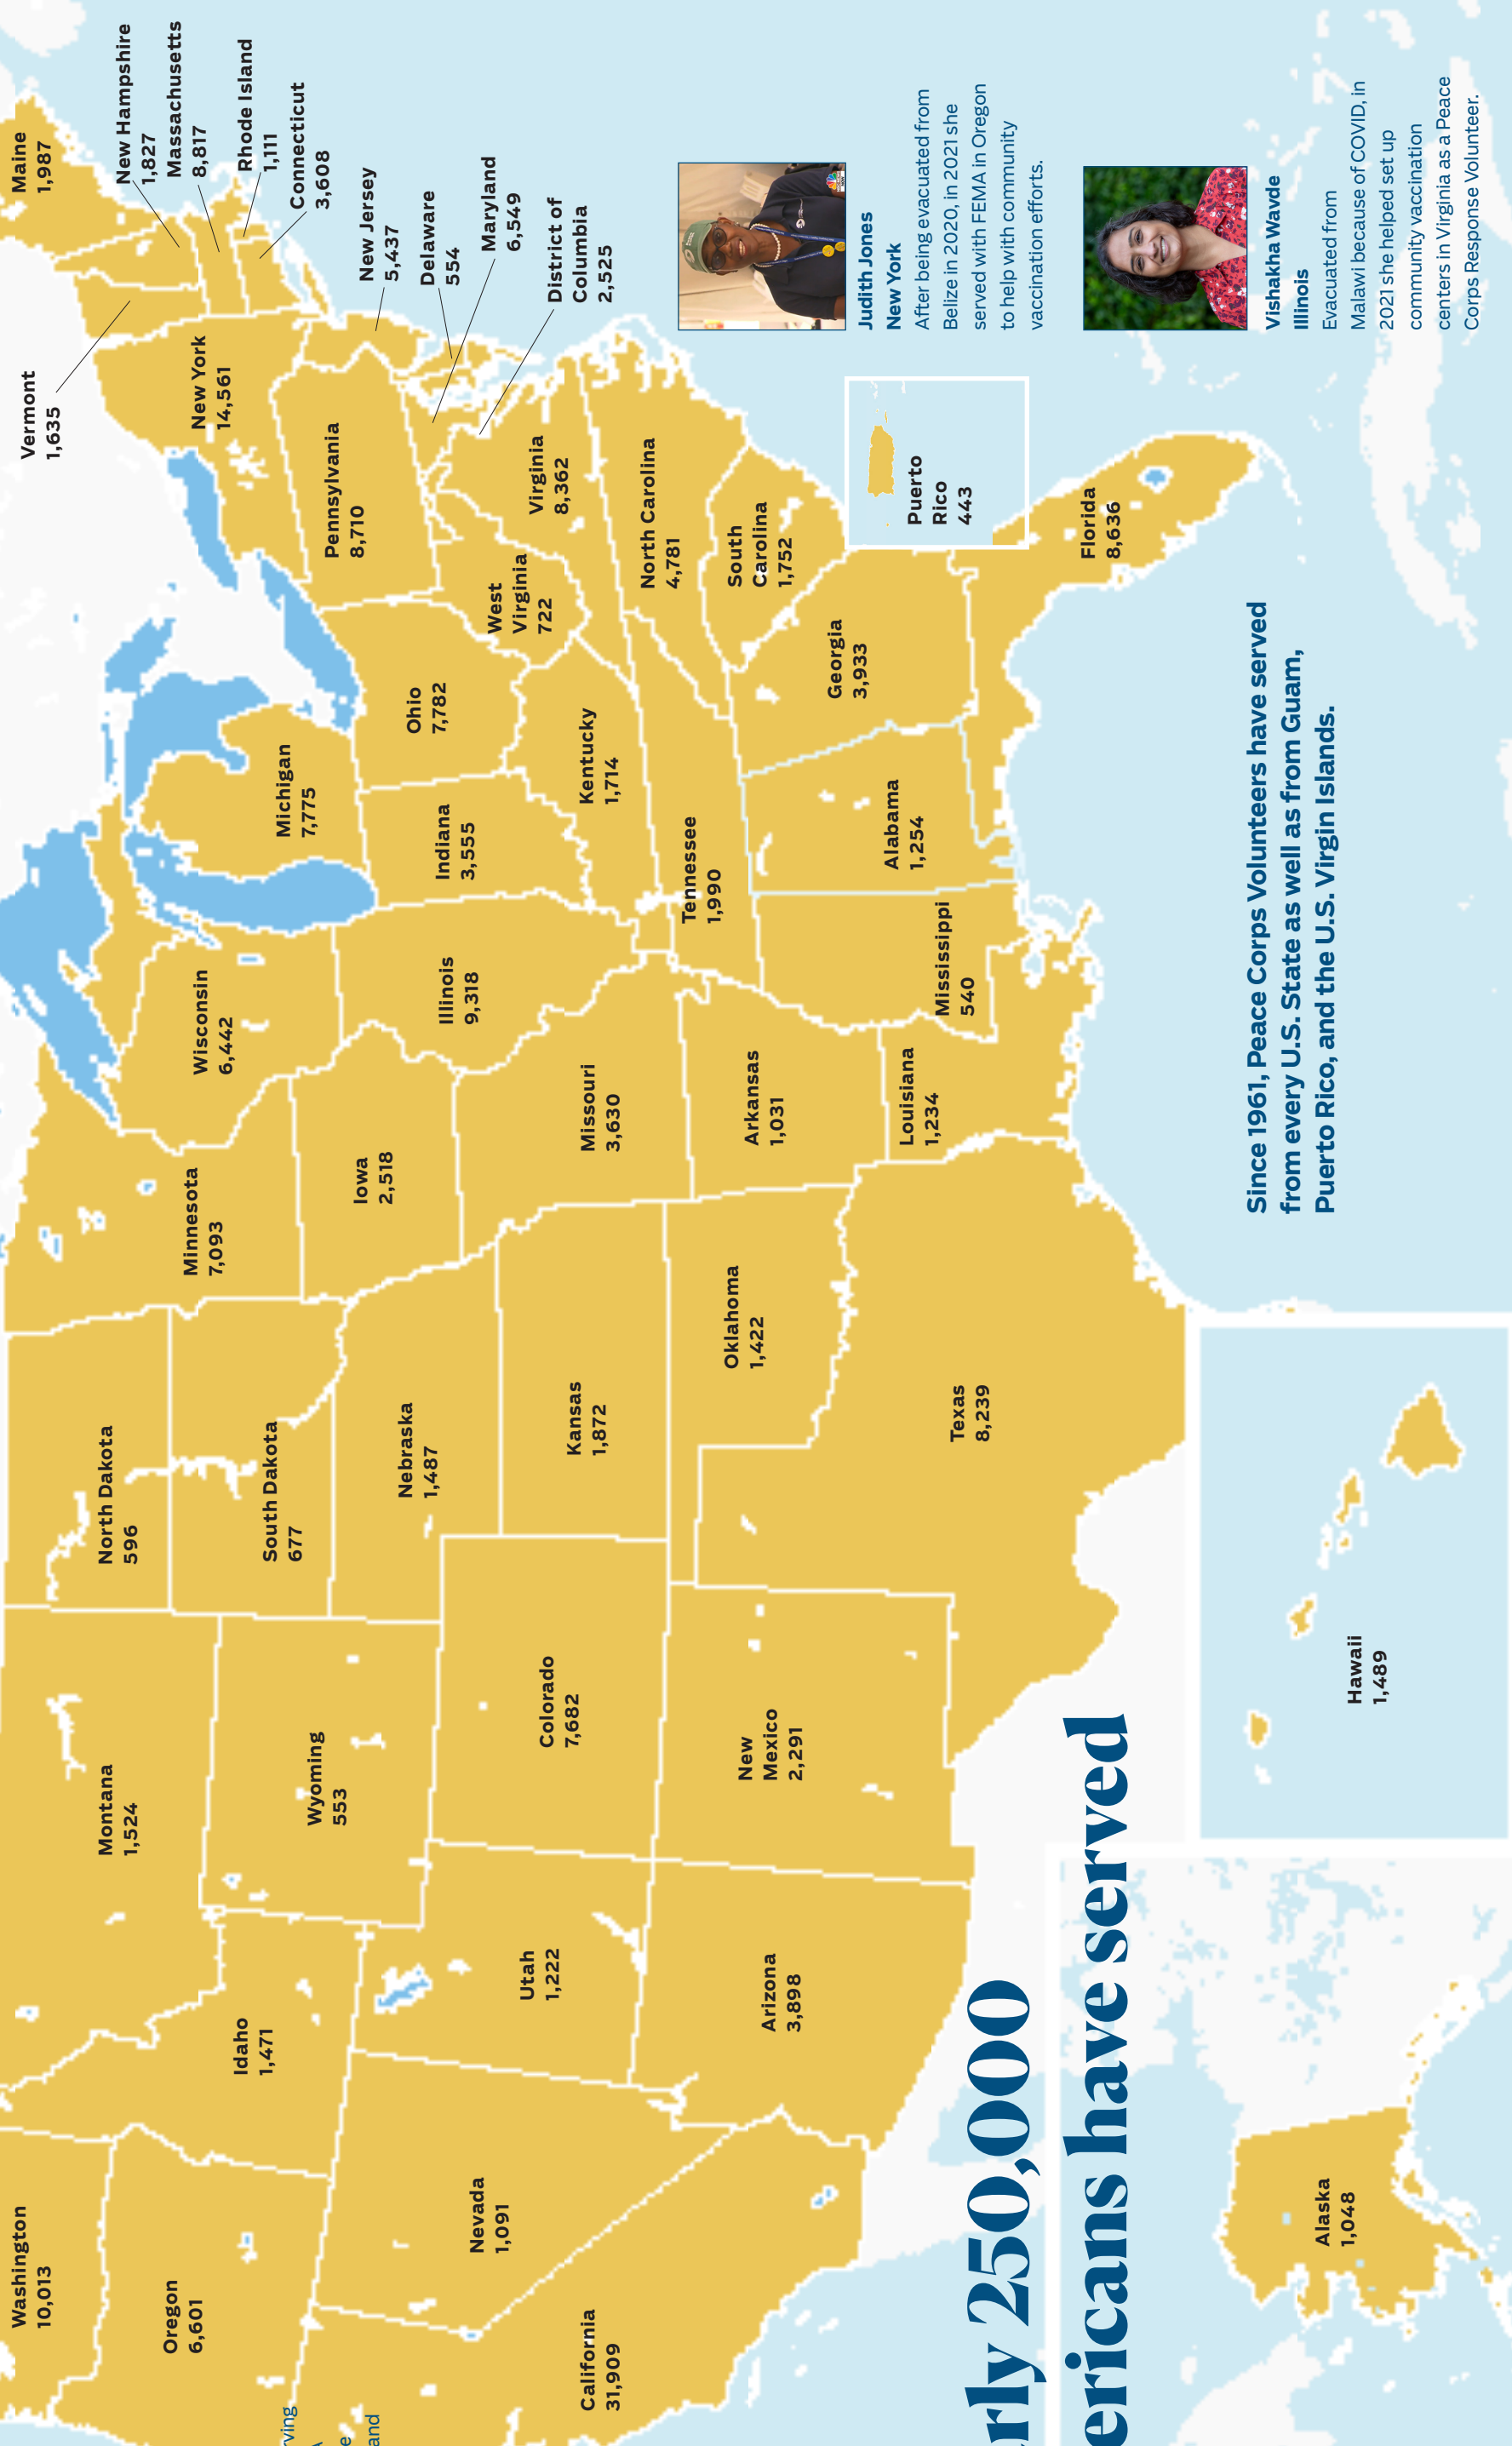 Washington
10,013
Oregon
6,601
California
31,909
Nevada
1,091
Idaho
1,471
Montana
1,524
Wyoming
553
Utah
1,222
Arizona
3,898
Colorado
7,682
New
Mexico
2,291
North Dakota
596
South Dakota
677
Nebraska
1,487
Kansas
1,872
Oklahoma
1,422
Texas
8,239
Minnesota
7,093
Iowa
2,518
Missouri
3,630
Arkansas
1,031
Louisiana
1,234
Wisconsin
6,442
Illinois
9,318
Mississippi
540
Michigan
7,775
Indiana
3,555
Ohio
7,782
Kentucky
1,714
Tennessee
1,990
Alabama
1,254
Georgia
3,933
Florida
8,636
South
Carolina
1,752
North Carolina
4,781
West
Virginia
722
Virginia
8,362
Pennsylvania
8,710
New York
14,561
Vermont
1,635
Maine
1,987
New Hampshire
1,827
Massachusetts
8,817
Rhode Island
1,111
Connecticut
3,608
New Jersey
5,437
Delaware
554
Maryland
6,549
District of
Columbia
2,525
Puerto
Rico
443
Hawaii
1,489
Alaska
1,048
rving
e
and
rly 250,000
ericans have served
Since 1961, Peace Corps Volunteers have served
from every U.S. State as well as from Guam,
Puerto Rico, and the U.S. Virgin Islands.
Judith Jones
New York
After being evacuated from
Belize in 2020, in 2021 she
served with FEMA in Oregon
to help with community
vaccination efforts.
Vishakha Wavde
Illinois
Evacuated from
Malawi because of COVID, in
2021 she helped set up
community vaccination
centers in Virginia as a Peace
Corps Response Volunteer.